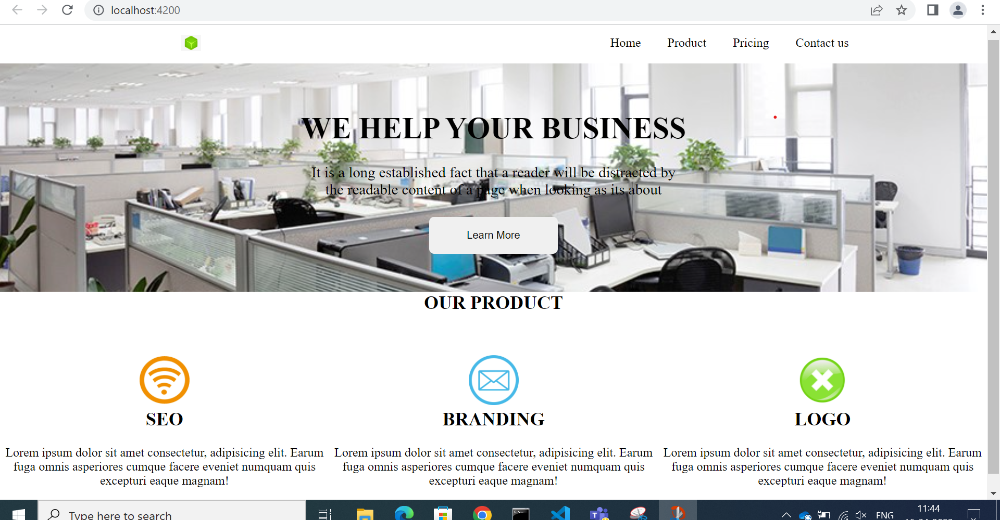 localhost:4200
Home Product Pricing Contact us
WE HELP YOUR BUSINESS
It is a long established fact that a reader will be distracted by
the readable content of a page when looking as its about
Learn More
OUR PRODUCT
SEO
BRANDING
LOGO
Lorem ipsum dolor sit amet consectetur, adipisicing elit. Earum
fuga omnis asperiores cumque facere eveniet numquam quis
excepturi eaque magnam!
Lorem ipsum dolor sit amet consectetur, adipisicing elit. Earum
fuga omnis asperiores cumque facere eveniet numquam quis
excepturi eaque magnam!
Lorem ipsum dolor sit amet consectetur, adipisicing elit. Earum
fuga omnis asperiores cumque facere eveniet numquam quis
excepturi eaque magnam!
Type here to search
ENG
11:44